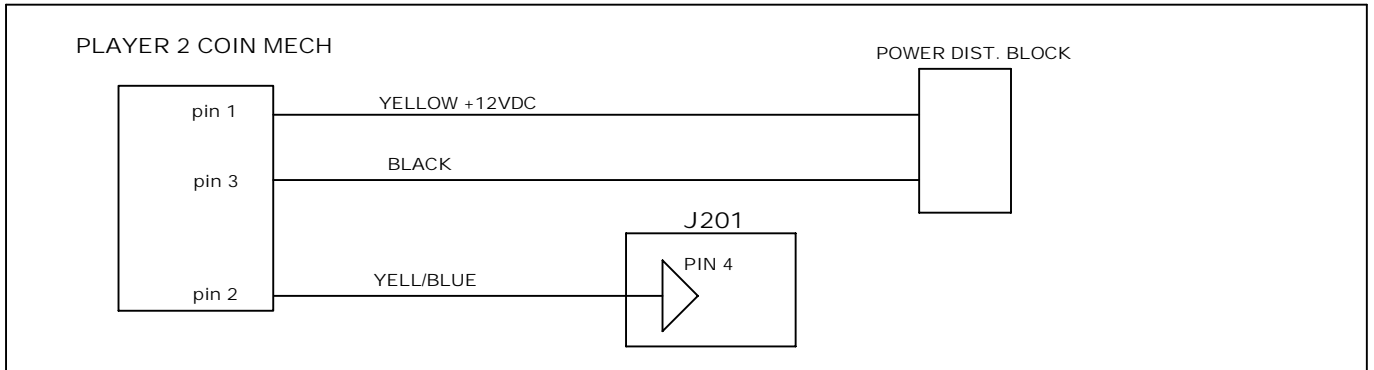 PLAYER 2 COIN MECH
POWER DIST. BLOCK
pin 1
YELLOW +12VDC
BLACK
pin 3
J201
PIN 4
YELL/BLUE
pin 2